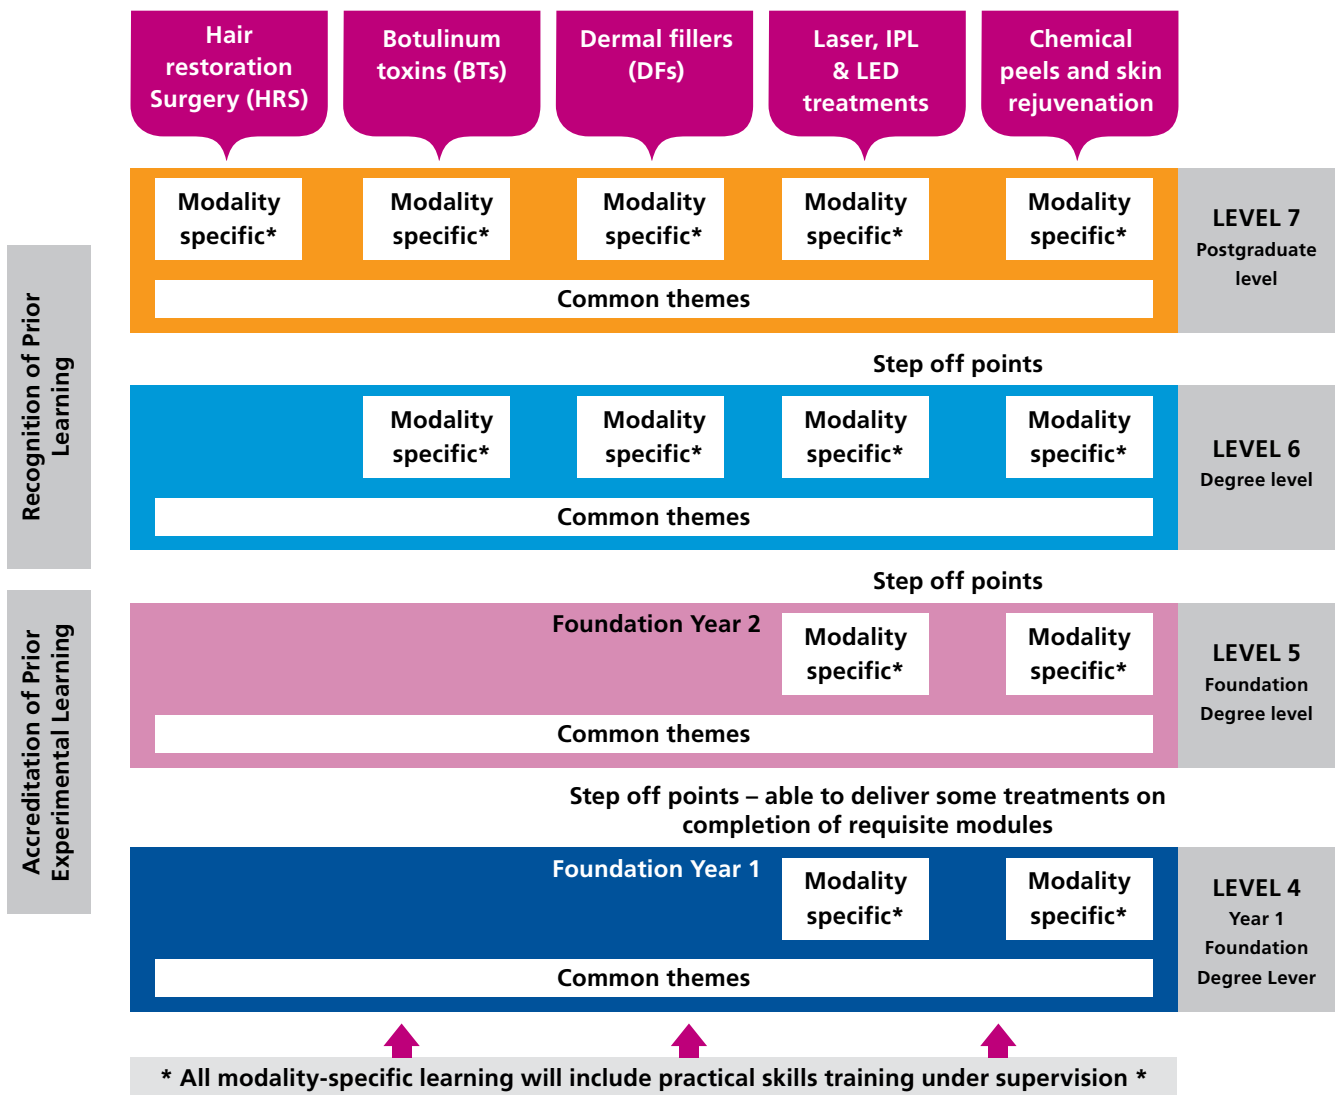 Hair
restoration
Surgery (HRS)
Botulinum
toxins (BTs)
Dermal fillers
(DFs)
Laser, IPL
& LED
treatments
Chemical
peels and skin
rejuvenation
Modality
specific*
Modality
specific*
Modality
specific*
Modality
specific*
Modality
specific*
Common themes
LEVEL 7
Postgraduate
level
Recognition of Prior
Learning
Step off points
Modality
specific*
Modality
specific*
Modality
specific*
Modality
specific*
Common themes
LEVEL 6
Degree level
Step off points
Accreditation of Prior
Experimental Learning
Foundation Year 2
Modality
specific*
Modality
specific*
Common themes
LEVEL 5
Foundation
Degree level
Step off points – able to deliver some treatments on
completion of requisite modules
Foundation Year 1
Modality
specific*
Modality
specific*
Common themes
LEVEL 4
Year 1
Foundation
Degree Lever
* All modality-specific learning will include practical skills training under supervision *